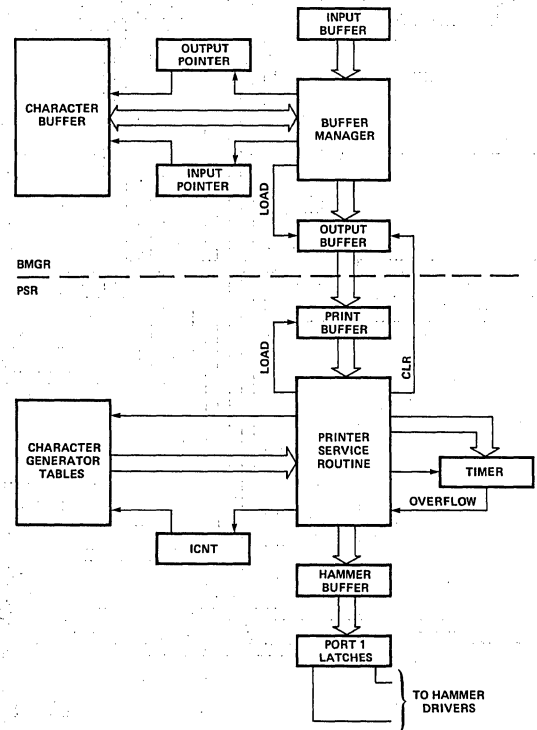 INPUT
BUFFER
OUTPUT
POINTER
CHARACTER
BUFFER
BUFFER
MANAGER
INPUT
POINTER
LOAD
OUTPUT
BUFFER
BMGR
PSR
PRINT
BUFFER
LOAD
CLR
CHARACTER
GENERATOR
TABLES
PRINTER
SERVICE
ROUTINE
TIMER
OVERFLOW
ICNT
HAMMER
BUFFER
PORT 1
LATCHES
TO HAMMER
DRIVERS